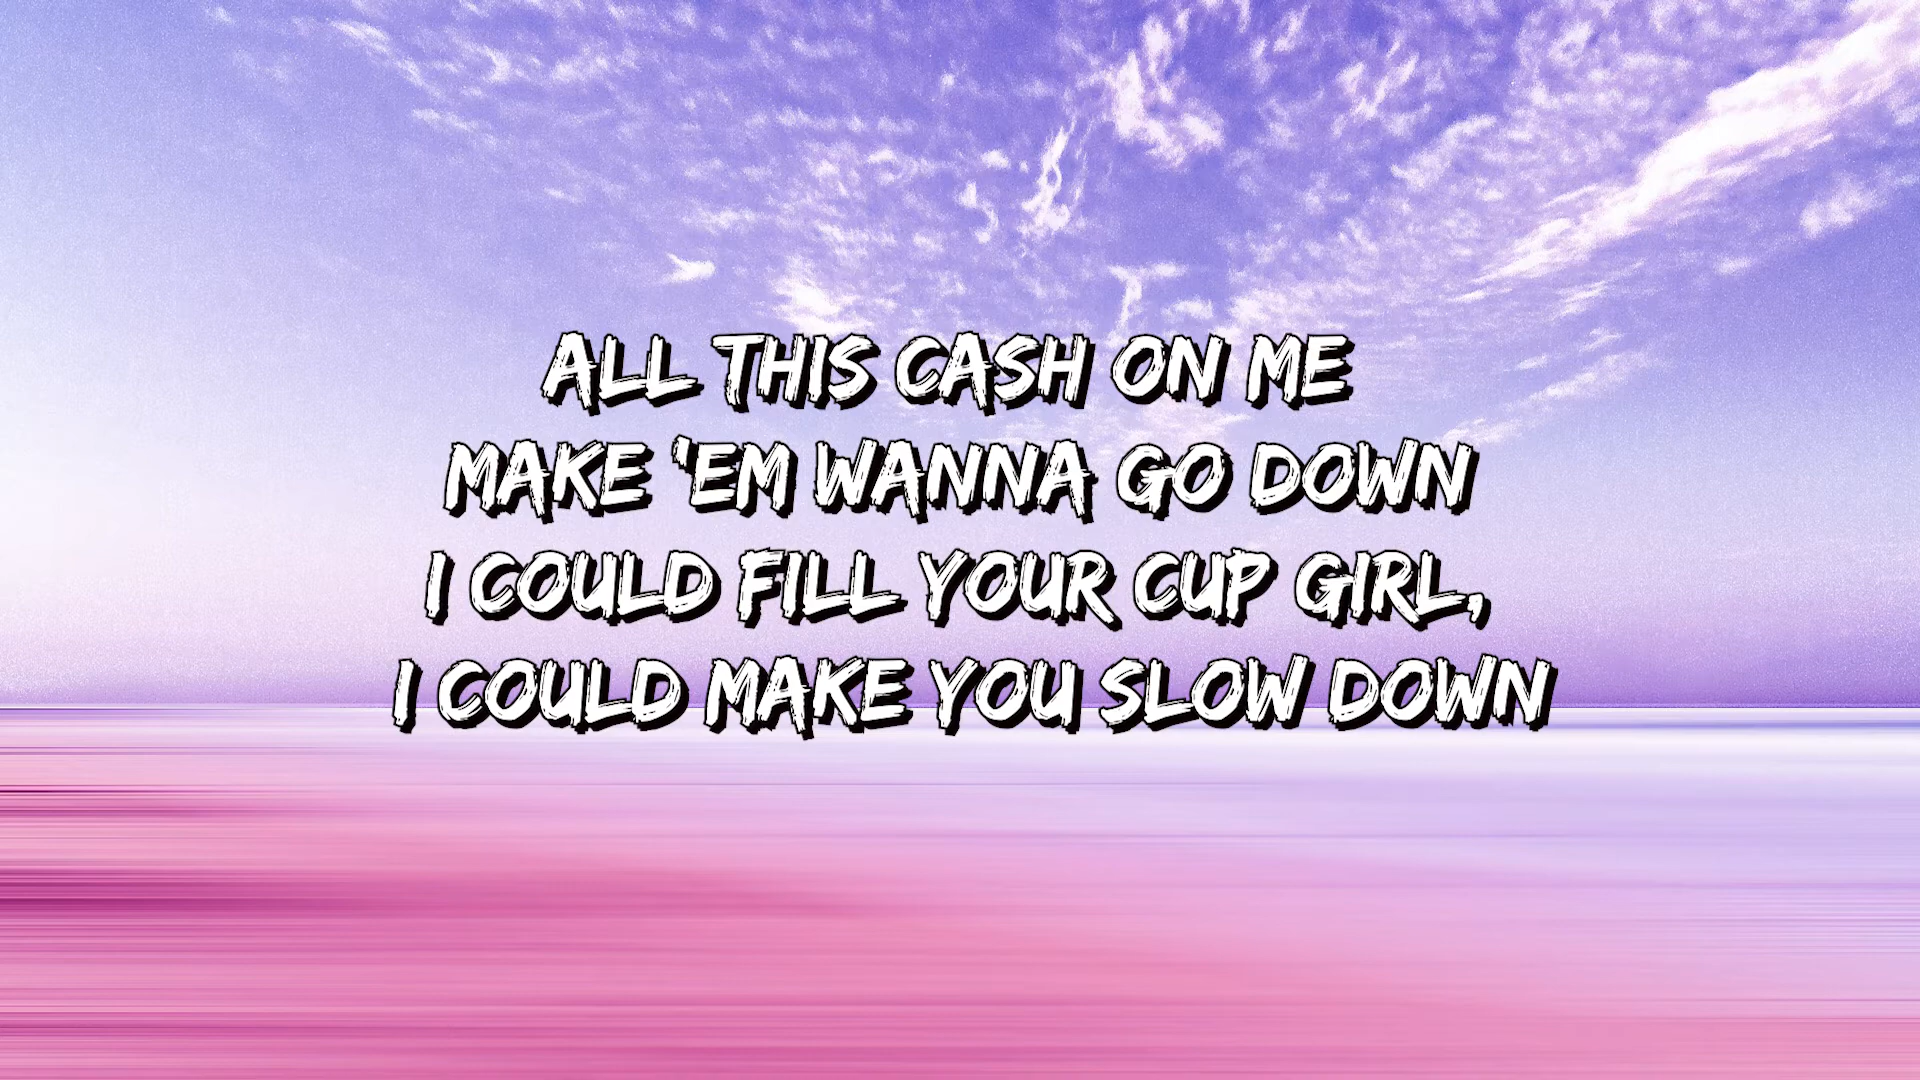 ALL THIS CASH ON ME
MAKE 'EM WANNA GO DOWN
I COULD FILL YOUR CUP GIRL,
I COULD MAKE YOU SLOW DOWN